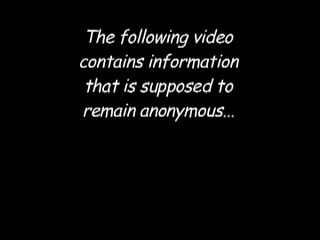 The following video
contains information
that is supposed to
remain anonymous...